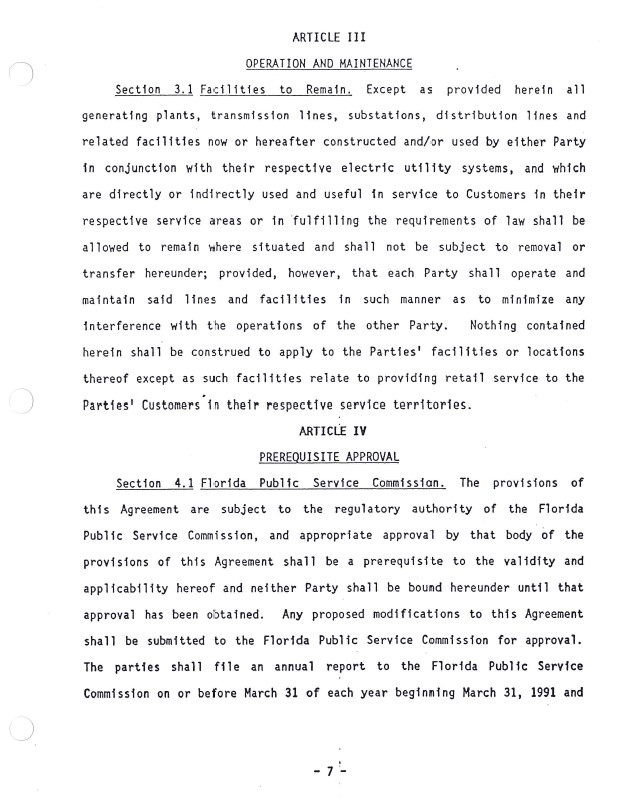 ARTICLE III
OPERATION AND MAINTENANCE
Section 3.1 Facilities to Remain. Except as provided herein all
generating plants, transmission lines, substations, distribution lines and
related facilities now or hereafter constructed and/or used by either Party
in conjunction with their respective electric utility systems, and which
are directly or indirectly used and useful in service to Customers in their
respective service areas or in fulfilling the requirements of law shall be
allowed to remain where situated and shall not be subject to removal or
transfer hereunder; provided, however, that each Party shall operate and
maintain said lines and facilities in such manner as to minimize any
interference with the operations of the other Party. Nothing contained
herein shall be construed to apply to the Parties' facilities or locations
thereof except as such facilities relate to providing retail service to the
Parties' Customers in their respective service territories.
ARTICLE IV
PREREQUISITE APPROVAL
Section 4.1 Florida Public Service Commission. The provisions of
this Agreement are subject to the regulatory authority of the Florida
Public Service Commission, and appropriate approval by that body of the
provisions of this Agreement shall be a prerequisite to the validity and
applicability hereof and neither Party shall be bound hereunder until that
approval has been obtained. Any proposed modifications to this Agreement
shall be submitted to the Florida Public Service Commission for approval.
The parties shall file an annual report to the Florida Public Service
Commission on or before March 31 of each year beginning March 31, 1991 and
- 7 -